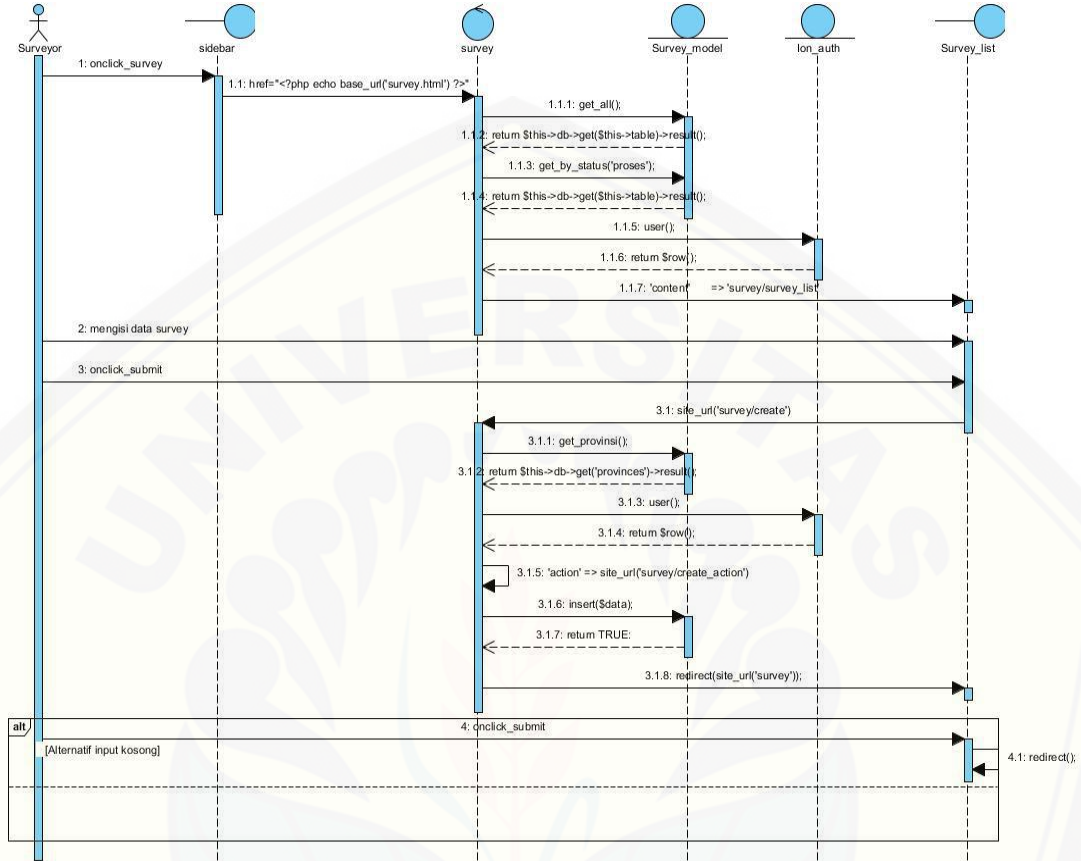 Surveyor
sidebar
survey
Survey_model
Ion_auth
Survey_list
1: onclick_survey
1.1: href="<?php echo base_url('survey.html') ?>"
1.1.1: get_all();
1.1.2: return $this->db->get($this->table)->result();
1.1.3: get_by_status('proses');
1.1.4: return $this->db->get($this->table)->result();
1.1.5: user();
1.1.6: return $row();
1.1.7: 'content' => 'survey/survey_list'
2: mengisi data survey
3: onclick_submit
3.1: site_url('survey/create')
3.1.1: get_provinsi();
3.1.2: return $this->db->get('provinces')->result();
3.1.3: user();
3.1.4: return $row();
3.1.5: 'action' => site_url('survey/create_action')
3.1.6: insert($data);
3.1.7: return TRUE:
3.1.8: redirect(site_url('survey'));
alt
4: onclick_submit
[Alternatif input kosong]
4.1: redirect();
UNIVERSITAS